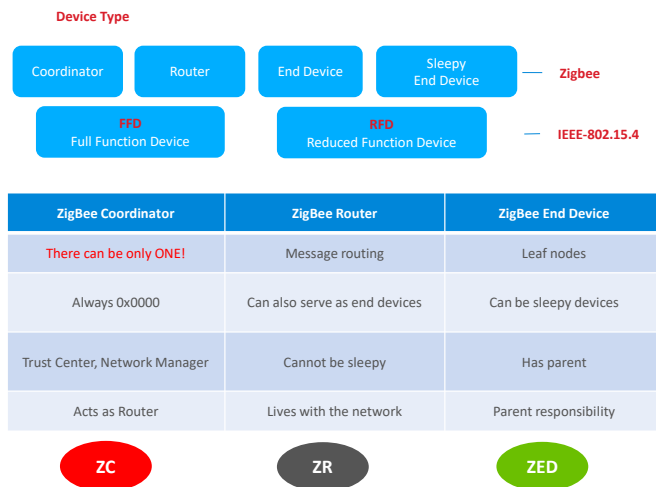 Device Type
Coordinator
Router
End Device
Sleepy
End Device
Zigbee
FFD
Full Function Device
RFD
Reduced Function Device
IEEE-802.15.4
ZigBee Coordinator
ZigBee Router
ZigBee End Device
There can be only ONE!
Message routing
Leaf nodes
Always 0x0000
Can also serve as end devices
Can be sleepy devices
Trust Center, Network Manager
Cannot be sleepy
Has parent
Acts as Router
Lives with the network
Parent responsibility
ZC
ZR
ZED